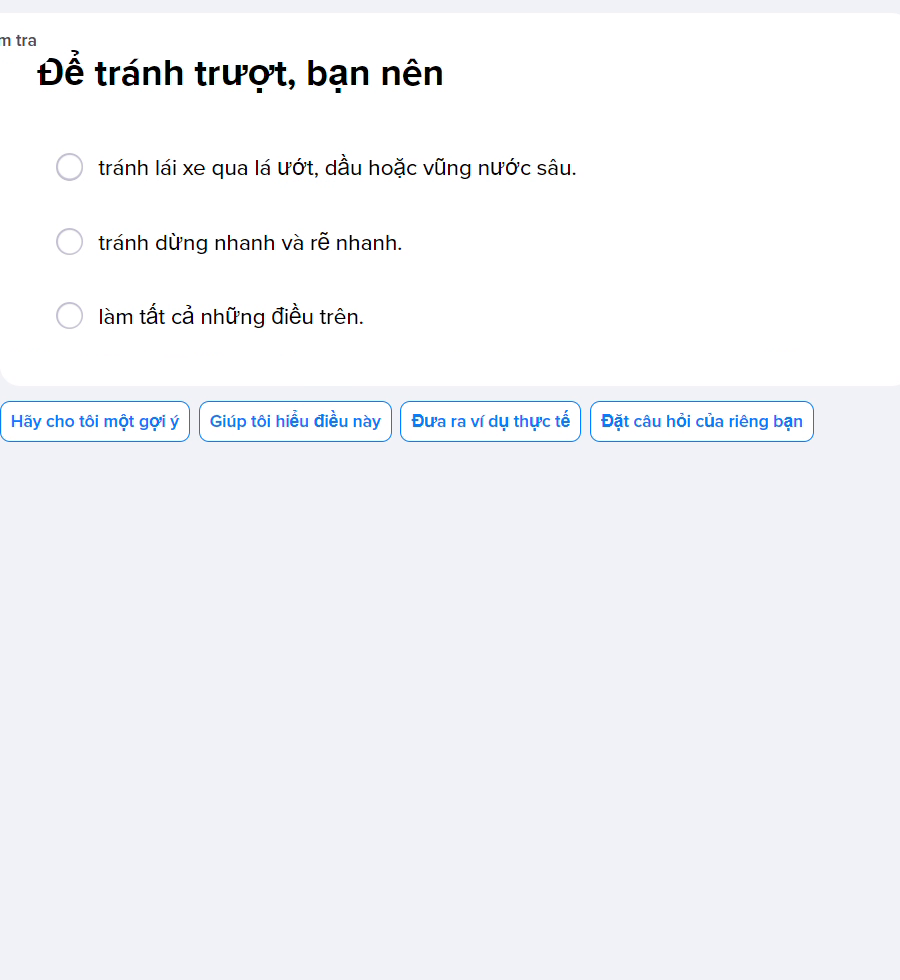 m tra
Để tránh trượt, bạn nên
tránh lái xe qua lá ướt, dầu hoặc vũng nước sâu.
tránh dừng nhanh và rẽ nhanh.
làm tất cả những điều trên.
Hãy cho tôi một gợi ý
Giúp tôi hiểu điều này
Đưa ra ví dụ thực tế
Đặt câu hỏi của riêng bạn